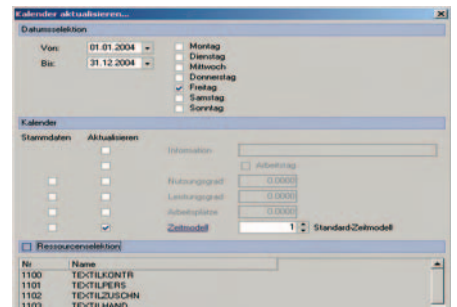 Kalender aktualisieren...
Datumsselektion
Von: 01.01.2004
Bis: 31.12.2004
Montag
Dienstag
Mittwoch
Donnerstag
Freitag
Samstag
Sonntag
Kalender
Stammdaten Aktualisieren
Information
Arbeitstag
Nutzungsgrad 0.0000
Leistungsgrad 0.0000
Arbeitsplätze 0.0000
Zeitmodell 1 Standard-Zeitmodell
Ressourcenselektion
Nr Name
1100 TEXTILKONTR
1101 TEXTILPERS
1102 TEXTILZUSCHN
1103 TEXTILHAND